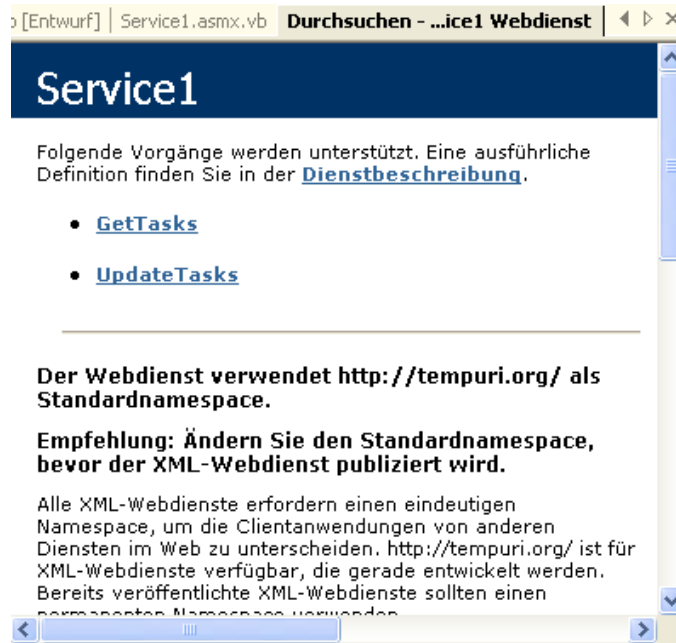 [Entwurf] Service1.asmx.vb Durchsuchen - ...ice1 Webdienst
Service1
Folgende Vorgänge werden unterstützt. Eine ausführliche
Definition finden Sie in der Dienstbeschreibung.
GetTasks
UpdateTasks
Der Webdienst verwendet http://tempuri.org/ als
Standardnamespace.
Empfehlung: Ändern Sie den Standardnamespace,
bevor der XML-Webdienst publiziert wird.
Alle XML-Webdienste erfordern einen eindeutigen
Namespace, um die Clientanwendungen von anderen
Diensten im Web zu unterscheiden. http://tempuri.org/ ist für
XML-Webdienste verfügbar, die gerade entwickelt werden.
Bereits veröffentlichte XML-Webdienste sollten einen
permanenten Namespace verwenden